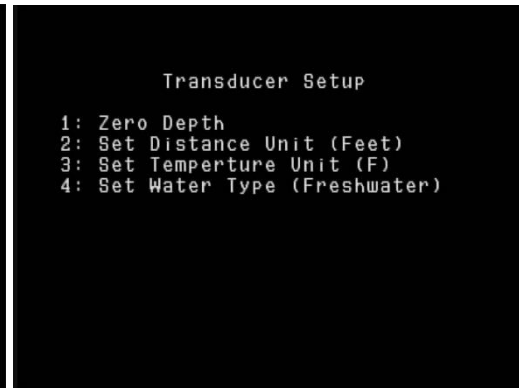 Transducer Setup
1: Zero Depth
2: Set Distance Unit (Feet)
3: Set Temperture Unit (F)
4: Set Water Type (Freshwater)